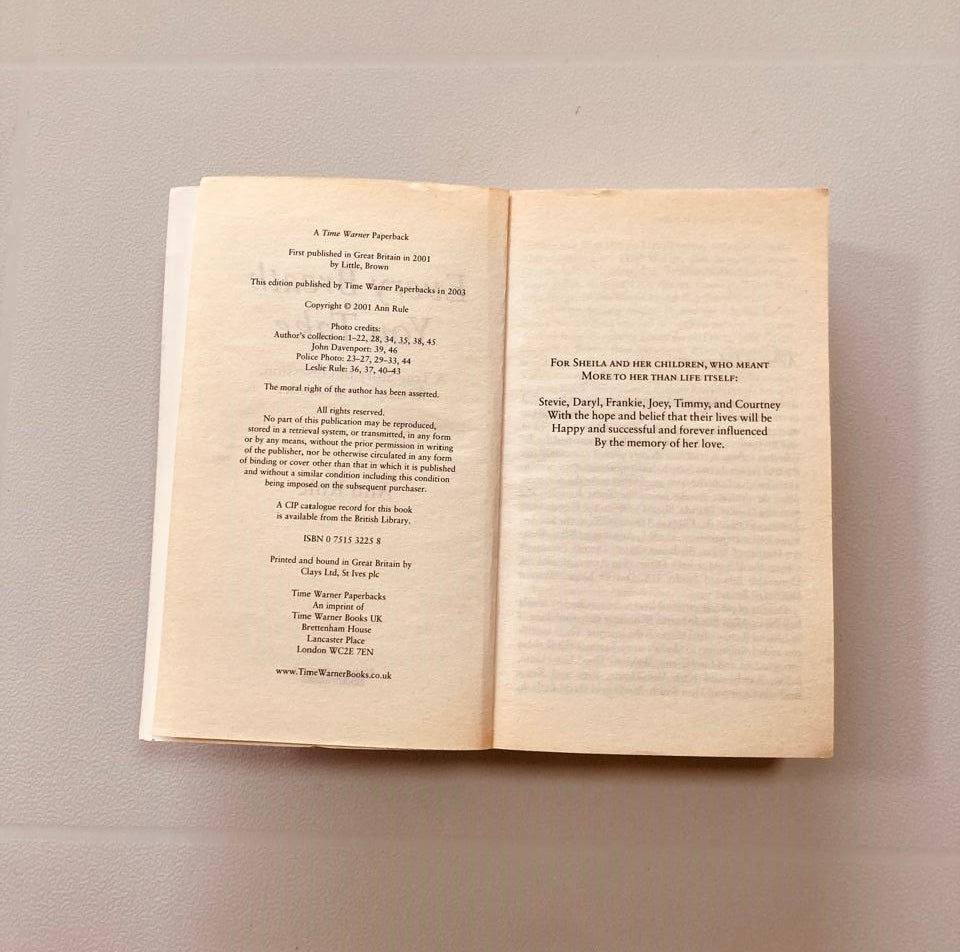 A Time Warner Paperback
First published in Great Britain in 2001
by Little, Brown
This edition published by Time Warner Paperbacks in 2003
Copyright © 2001 Ann Rule
Photo credits:
Author's collection: 1–22, 28, 34, 35, 38, 45
John Davenport: 39, 46
Police Photo: 23–27, 29–33, 44
Leslie Rule: 36, 37, 40–43
The moral right of the author has been asserted.
All rights reserved.
No part of this publication may be reproduced,
stored in a retrieval system, or transmitted, in any form
or by any means, without the prior permission in writing
of the publisher, nor be otherwise circulated in any form
of binding or cover other than that in which it is published
and without a similar condition including this condition
being imposed on the subsequent purchaser.
A CIP catalogue record for this book
is available from the British Library.
ISBN 0 7515 3225 8
Printed and bound in Great Britain by
Clays Ltd, St Ives plc
Time Warner Paperbacks
An imprint of
Time Warner Books UK
Brettenham House
Lancaster Place
London WC2E 7EN
www.TimeWarnerBooks.co.uk
FOR SHEILA AND HER CHILDREN, WHO MEANT
MORE TO HER THAN LIFE ITSELF:
Stevie, Daryl, Frankie, Joey, Timmy, and Courtney
With the hope and belief that their lives will be
Happy and successful and forever influenced
By the memory of her love.